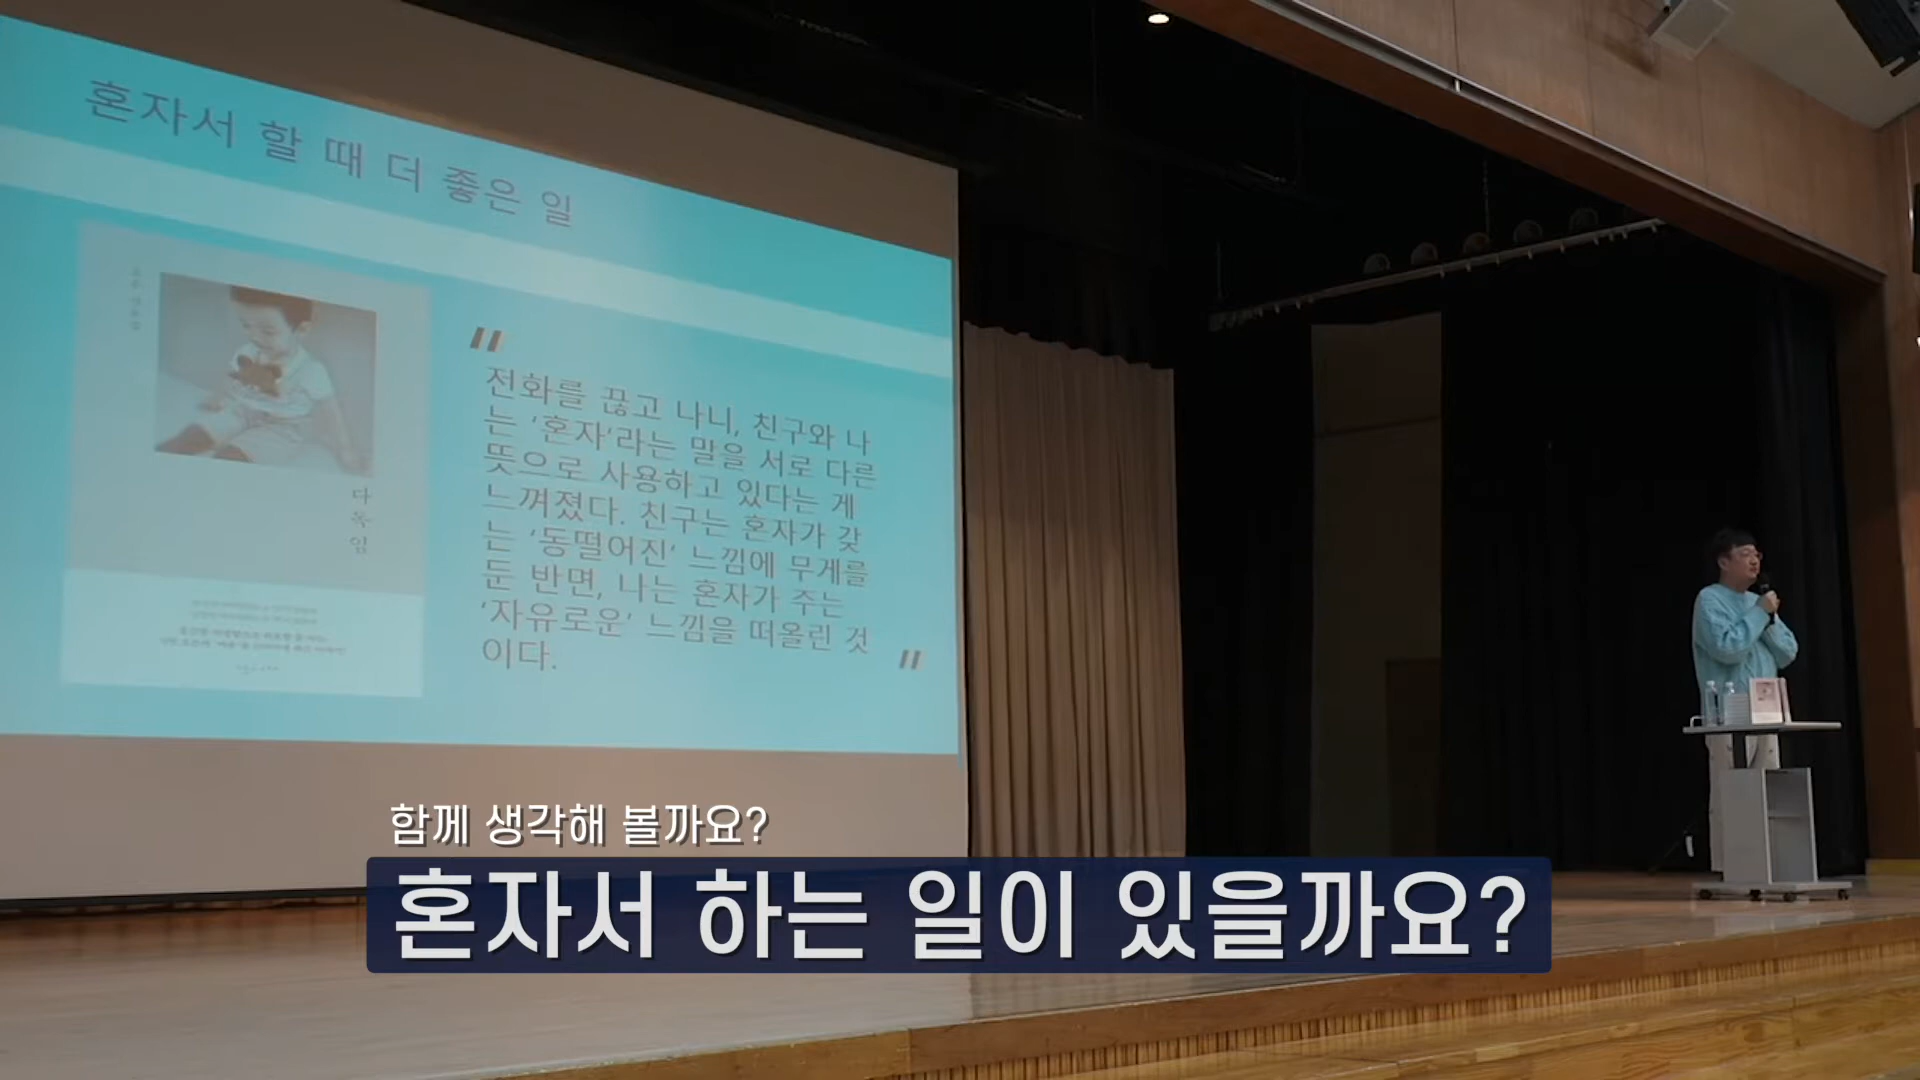 혼자서 할 때 더 좋은 일
다
독
임
"
전화를 끊고 나니, 친구와 나
는 '혼자'라는 말을 서로 다른
뜻으로 사용하고 있다는 게
느껴졌다. 친구는 혼자가 갖
는 '동떨어진' 느낌에 무게를
둔 반면, 나는 혼자가 주는
'자유로운' 느낌을 떠올린 것
이다.
"
함께 생각해 볼까요?
혼자서 하는 일이 있을까요?